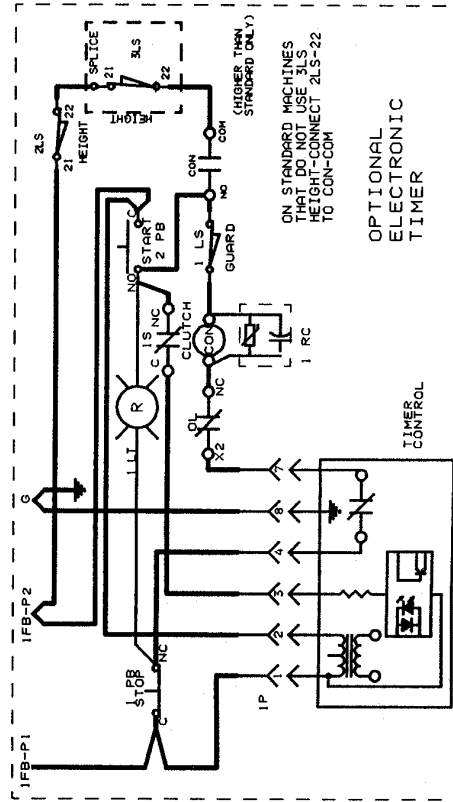 1FB-P1
1FB-P2
G
2LS
21
22
HEIGHT
SPLICE
21
3LS
22
HEIGHT
(HIGHER THAN
STANDARD ONLY)
COM
CON
NO
1 LS
GUARD
CON
1 RC
NC
OL
X2
C
START
2 PB
NO
1S
NC
CLUTCH
C
R
1 LT
1 PB
STOP
NC
C
1P
1
2
3
4
8
7
TIMER
CONTROL
ON STANDARD MACHINES
THAT DO NOT USE 3LS
HEIGHT-CONNECT 2LS-22
TO CON-COM
OPTIONAL
ELECTRONIC
TIMER